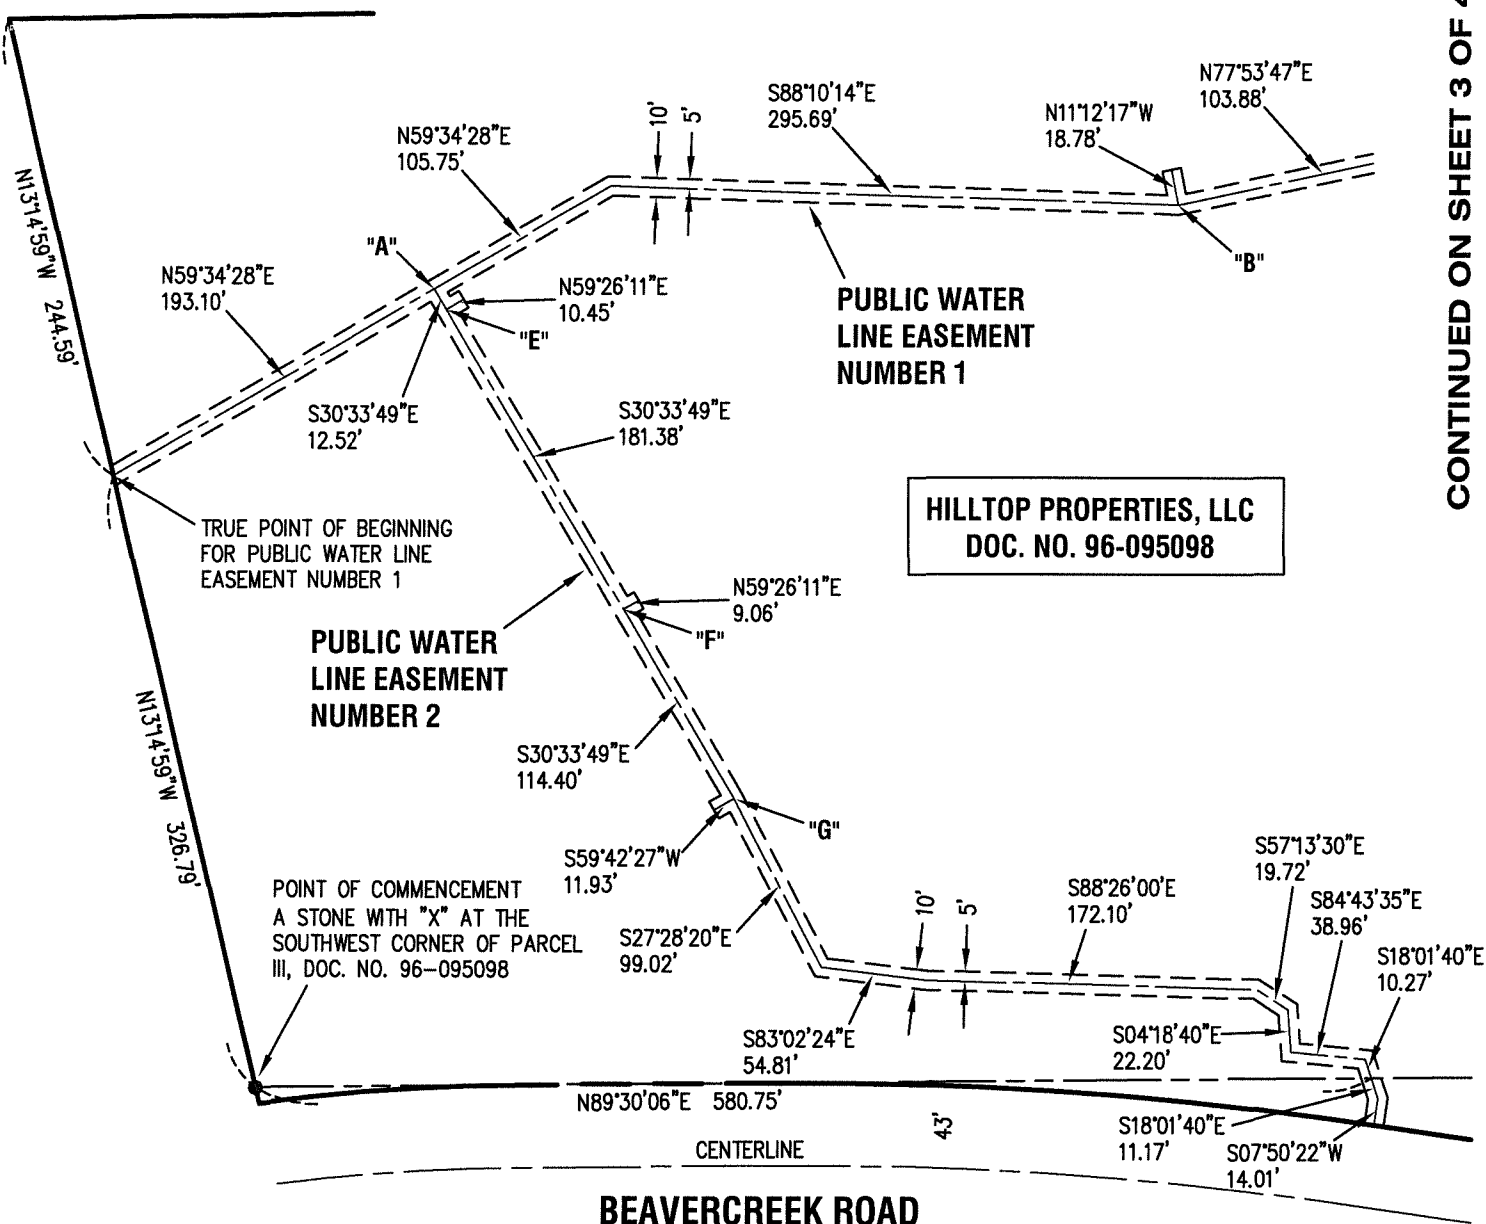 CONTINUED ON SHEET 3 OF 4
N77°53'47"E
103.88'
S88°10'14"E
295.69'
N11°12'17"W
18.78'
10'
5'
N59°34'28"E
105.75'
"A"
N13°14'59"W 244.59'
N59°34'28"E
193.10'
N59°26'11"E
10.45'
"E"
"B"
PUBLIC WATER
LINE EASEMENT
NUMBER 1
S30°33'49"E
12.52'
S30°33'49"E
181.38'
HILLTOP PROPERTIES, LLC
DOC. NO. 96-095098
TRUE POINT OF BEGINNING
FOR PUBLIC WATER LINE
EASEMENT NUMBER 1
N59°26'11"E
9.06'
"F"
PUBLIC WATER
LINE EASEMENT
NUMBER 2
N13°14'59"W 326.79'
S30°33'49"E
114.40'
"G"
S59°42'27"W
11.93'
POINT OF COMMENCEMENT
A STONE WITH "X" AT THE
SOUTHWEST CORNER OF PARCEL
III, DOC. NO. 96-095098
S27°28'20"E
99.02'
10'
5'
S88°26'00"E
172.10'
S57°13'30"E
19.72'
S84°43'35"E
38.96'
S18°01'40"E
10.27'
S83°02'24"E
54.81'
S04°18'40"E
22.20'
N89°30'06"E 580.75'
43'
S18°01'40"E
11.17'
S07°50'22"W
14.01'
CENTERLINE
BEAVERCREEK ROAD